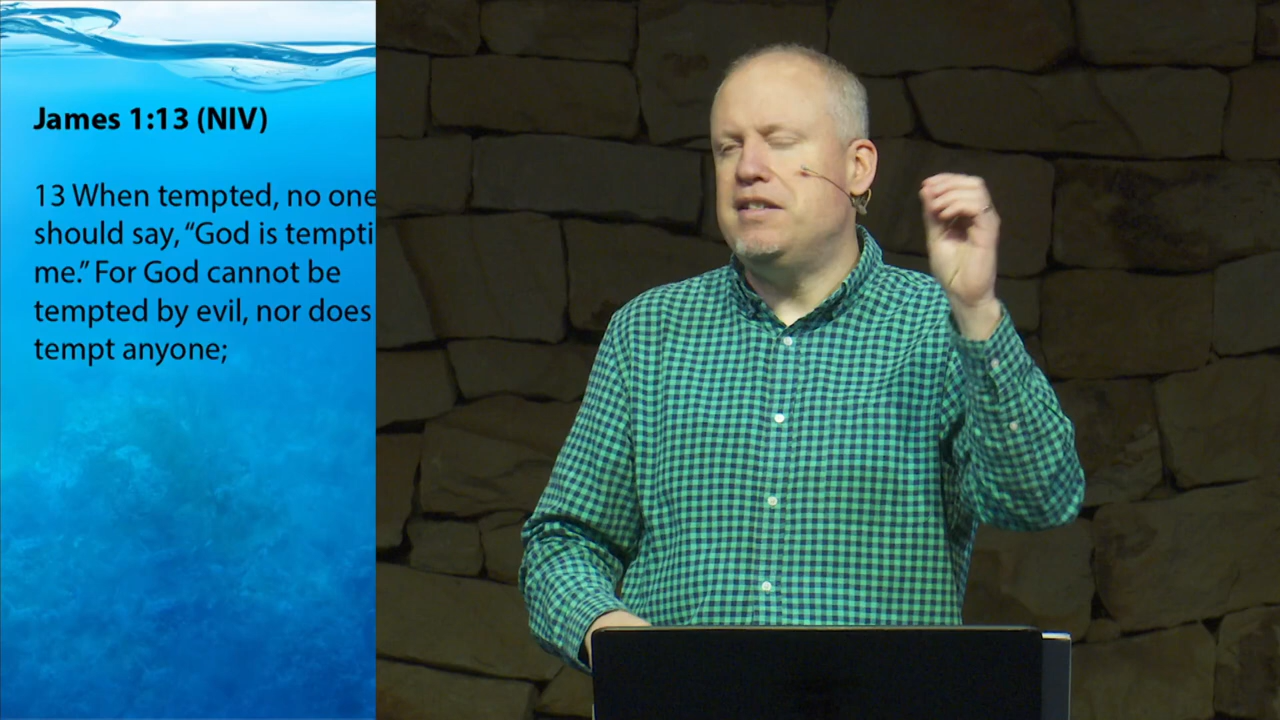 James 1:13 (NIV)
13 When tempted, no one
should say, “God is tempti
me.” For God cannot be
tempted by evil, nor does
tempt anyone;